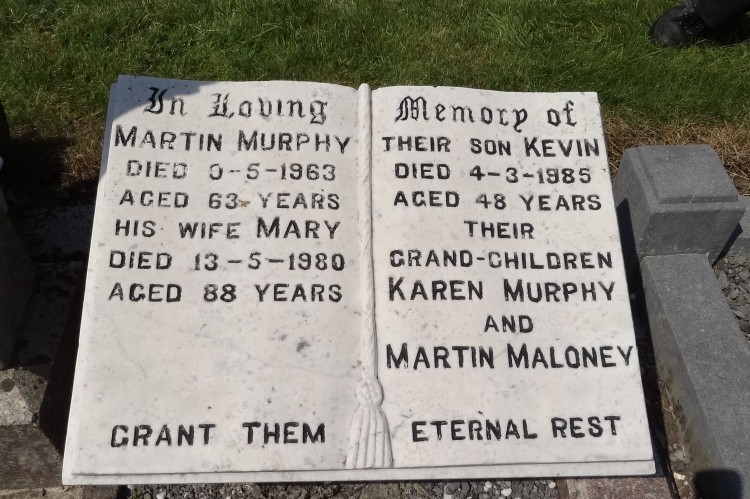 In Loving
MARTIN MURPHY
DIED 9-5-1963
AGED 63 YEARS
HIS WIFE MARY
DIED 13-5-1980
AGED 88 YEARS
GRANT THEM
Memory of
THEIR SON KEVIN
DIED 4-3-1985
AGED 48 YEARS
THEIR
GRAND-CHILDREN
KAREN MURPHY
AND
MARTIN MALONEY
ETERNAL REST